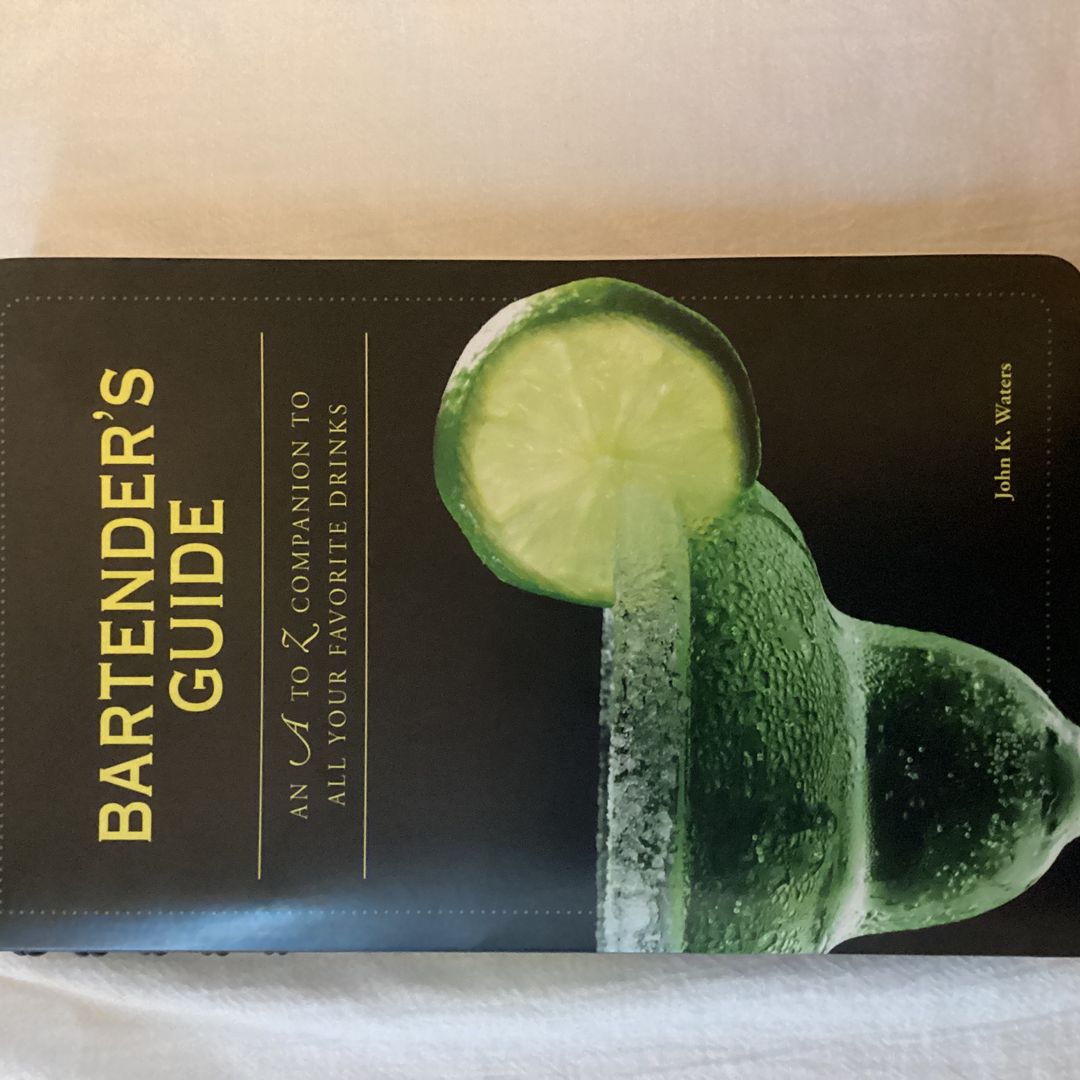 BARTENDER'S
GUIDE
AN A TO Z COMPANION TO
ALL YOUR FAVORITE DRINKS
John K. Waters